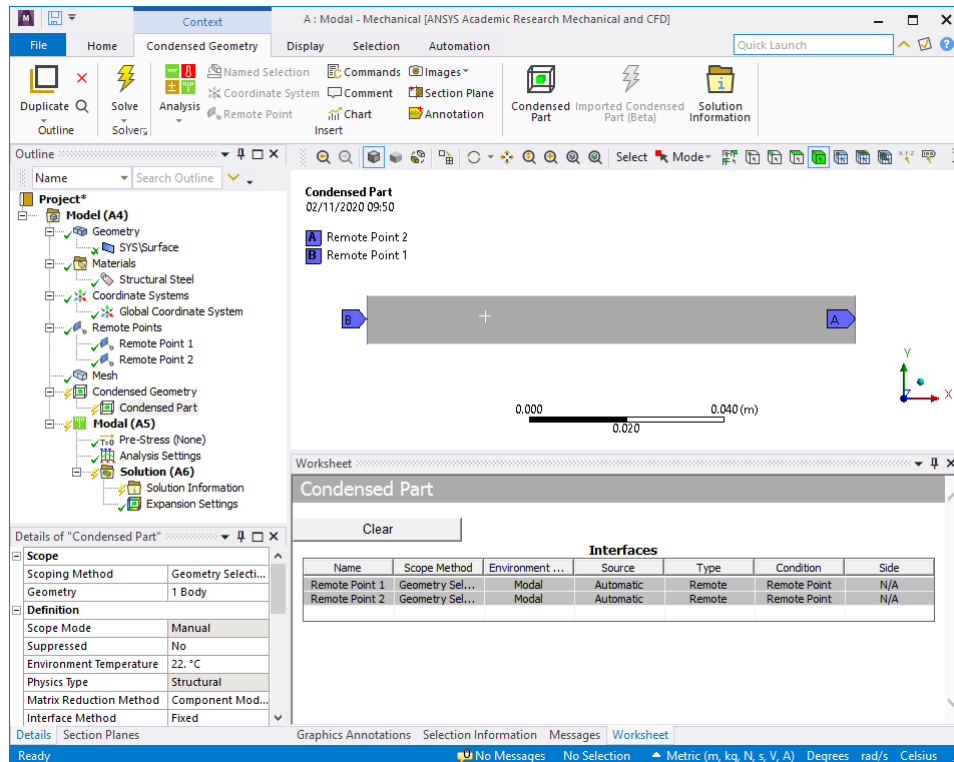 M Context A : Modal - Mechanical [ANSYS Academic Research Mechanical and CFD]
File Home Condensed Geometry Display Selection Automation Quick Launch
Named Selection Commands Images Coordinate System Comment Section Plane
Duplicate Q Solve Analysis Remote Point Chart Annotation Condensed Part Imported Condensed Part (Beta) Solution Information
Outline Solvers Insert
Outline
Select Mode
Name Search Outline
Project*
Model (A4)
Geometry
SYS\Surface
Materials
Structural Steel
Coordinate Systems
Global Coordinate System
Remote Points
Remote Point 1
Remote Point 2
Mesh
Condensed Geometry
Condensed Part
Modal (A5)
T=0 Pre-Stress (None)
Analysis Settings
Solution (A6)
Solution Information
Expansion Settings
Condensed Part
02/11/2020 09:50
A Remote Point 2
B Remote Point 1
B A
Y
X
Z
0.000 0.040 (m)
0.020
Details of "Condensed Part"
Scope
Scoping Method Geometry Selecti...
Geometry 1 Body
Definition
Scope Mode Manual
Suppressed No
Environment Temperature 22. °C
Physics Type Structural
Matrix Reduction Method Component Mod...
Interface Method Fixed
Details Section Planes
Worksheet
Condensed Part
Clear
Interfaces
Name Scope Method Environment ... Source Type Condition Side
Remote Point 1 Geometry Sel... Modal Automatic Remote Remote Point N/A
Remote Point 2 Geometry Sel... Modal Automatic Remote Remote Point N/A
Graphics Annotations Selection Information Messages Worksheet
Ready No Messages No Selection Metric (m, kg, N, s, V, A) Degrees rad/s Celsius